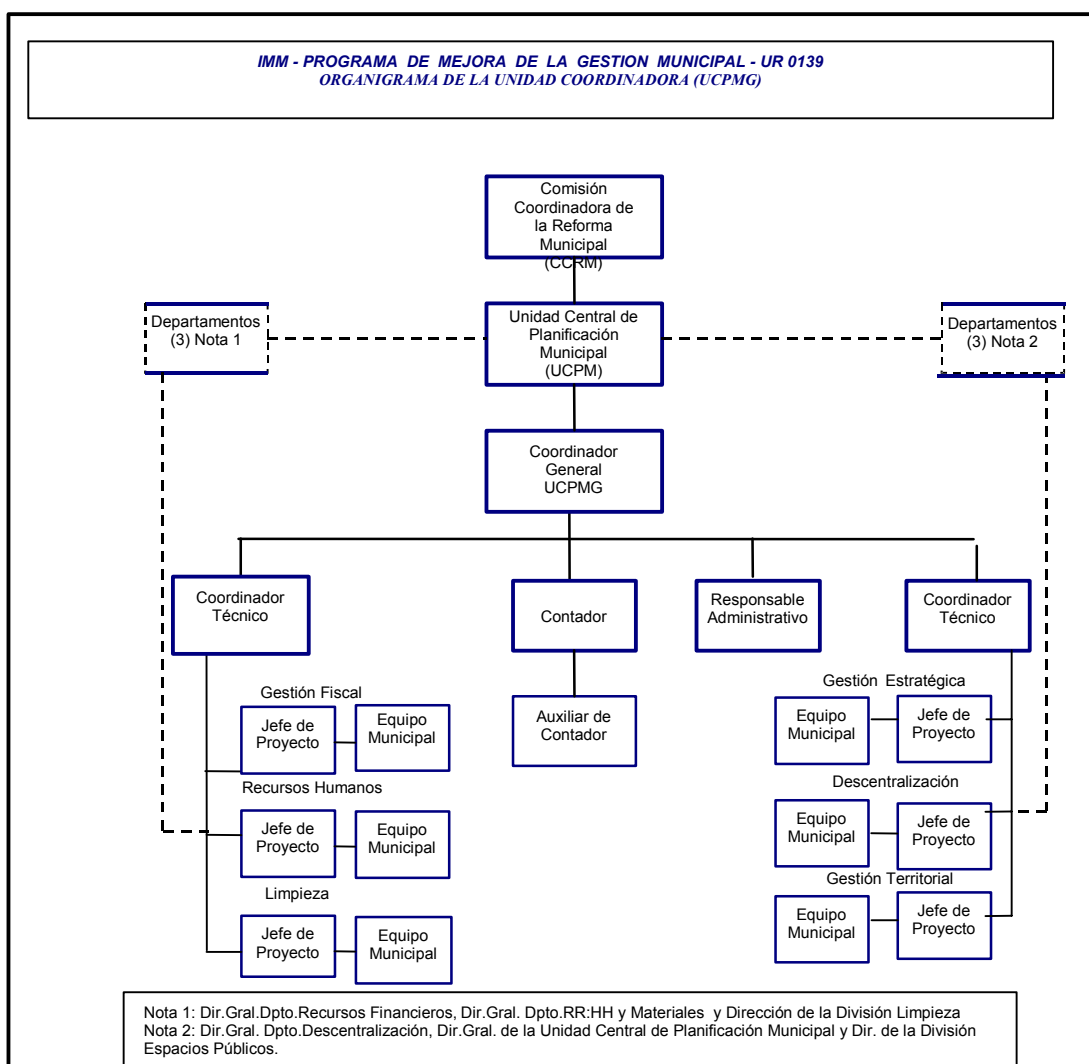 IMM - PROGRAMA DE MEJORA DE LA GESTION MUNICIPAL - UR 0139
ORGANIGRAMA DE LA UNIDAD COORDINADORA (UCPMG)
Comisión
Coordinadora de
la Reforma
Municipal
(CCRM)
Departamentos
(3) Nota 1
Unidad Central de
Planificación
Municipal
(UCPM)
Departamentos
(3) Nota 2
Coordinador
General
UCPMG
Coordinador
Técnico
Contador
Responsable
Administrativo
Coordinador
Técnico
Auxiliar de
Contador
Gestión Fiscal
Jefe de
Proyecto
Equipo
Municipal
Recursos Humanos
Jefe de
Proyecto
Equipo
Municipal
Limpieza
Jefe de
Proyecto
Equipo
Municipal
Gestión Estratégica
Equipo
Municipal
Jefe de
Proyecto
Descentralización
Equipo
Municipal
Jefe de
Proyecto
Gestión Territorial
Equipo
Municipal
Jefe de
Proyecto
Nota 1: Dir.Gral.Dpto.Recursos Financieros, Dir.Gral. Dpto.RR:HH y Materiales y Dirección de la División Limpieza
Nota 2: Dir.Gral. Dpto.Descentralización, Dir.Gral. de la Unidad Central de Planificación Municipal y Dir. de la División
Espacios Públicos.